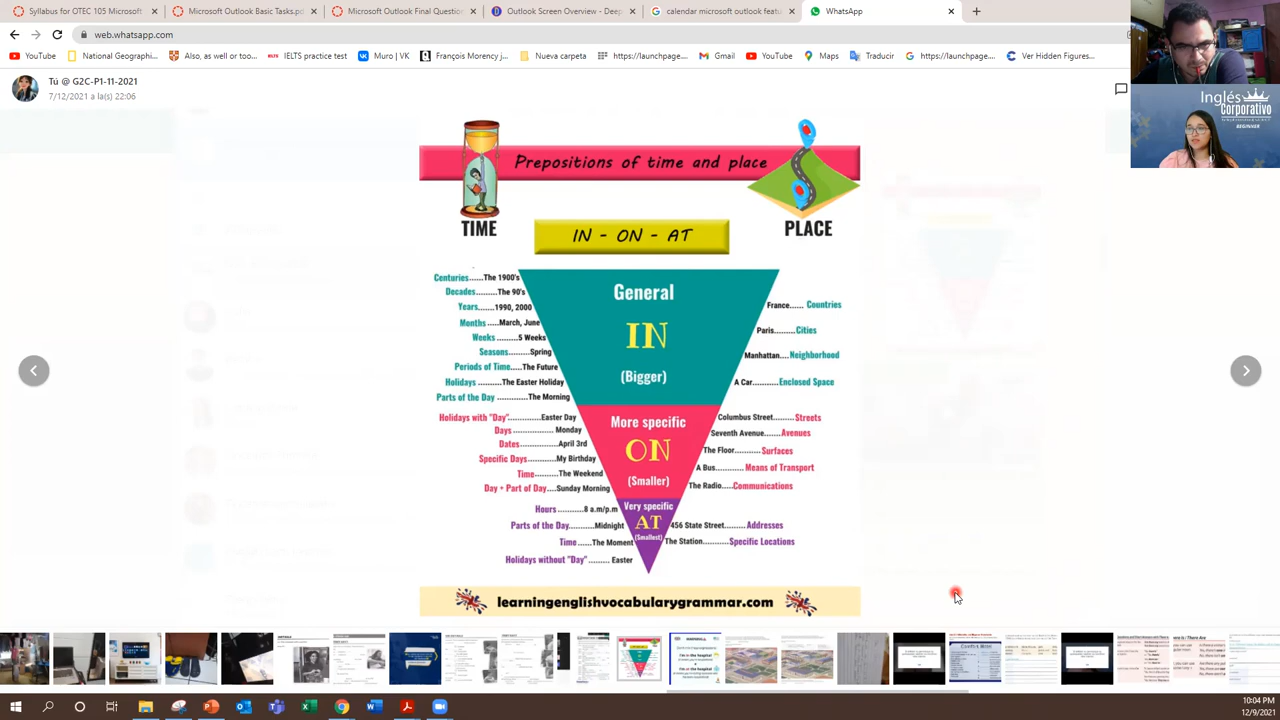 Syllabus for OTEC 105 Microsoft
Microsoft Outlook Basic Tasks.po
Microsoft Outlook Final Question
Outlook Screen Overview - Deep
calendar microsoft outlook featu
WhatsApp
web.whatsapp.com
YouTube
National Geographi...
Also, as well or too...
IELTS practice test
Muro | VK
François Morency j...
Nueva carpeta
https://launchpage....
Gmail
YouTube
Maps
Traducir
https://launchpage....
Ver Hidden Figures...
Tú @ G2C-P1-11-2021
7/12/2021 a la(s) 22:06
Inglés
Corporativo
BEGINNER
Prepositions of time and place
TIME
PLACE
IN - ON - AT
General
IN
(Bigger)
Centuries......The 1900's
Decades.........The 90's
Years.......1990, 2000
Months .....March, June
Weeks ..........5 Weeks
Seasons.........Spring
Periods of Time.....The Future
Holidays .........The Easter Holiday
Parts of the Day .............The Morning
France...... Countries
Paris..... Cities
Manhattan..... Neighborhood
A Car........... Enclosed Space
More specific
ON
(Smaller)
Holidays with "Day"..............Easter Day
Days ................. Monday
Dates................April 3rd
Specific Days...........My Birthday
Time......The Weekend
Day + Part of Day....Sunday Morning
Columbus Street........ Streets
Seventh Avenue....... Avenues
The Floor........... Surfaces
A Bus........... Means of Transport
The Radio...... Communications
Very specific
AT
(Smallest)
Hours ...........8 a.m/p.m
Parts of the Day...........Midnight
Time ......The Moment
Holidays without "Day" ......... Easter
456 State Street......... Addresses
The Station........... Specific Locations
learningenglishvocabularygrammar.com
10:04 PM
12/9/2021